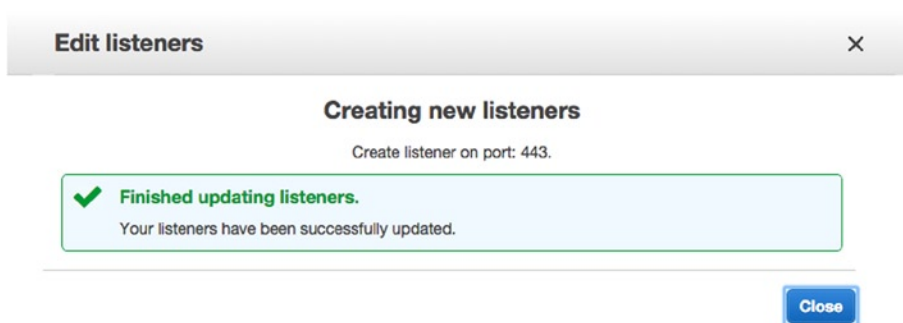 Edit listeners
×
Creating new listeners
Create listener on port: 443.
Finished updating listeners.
Your listeners have been successfully updated.
Close